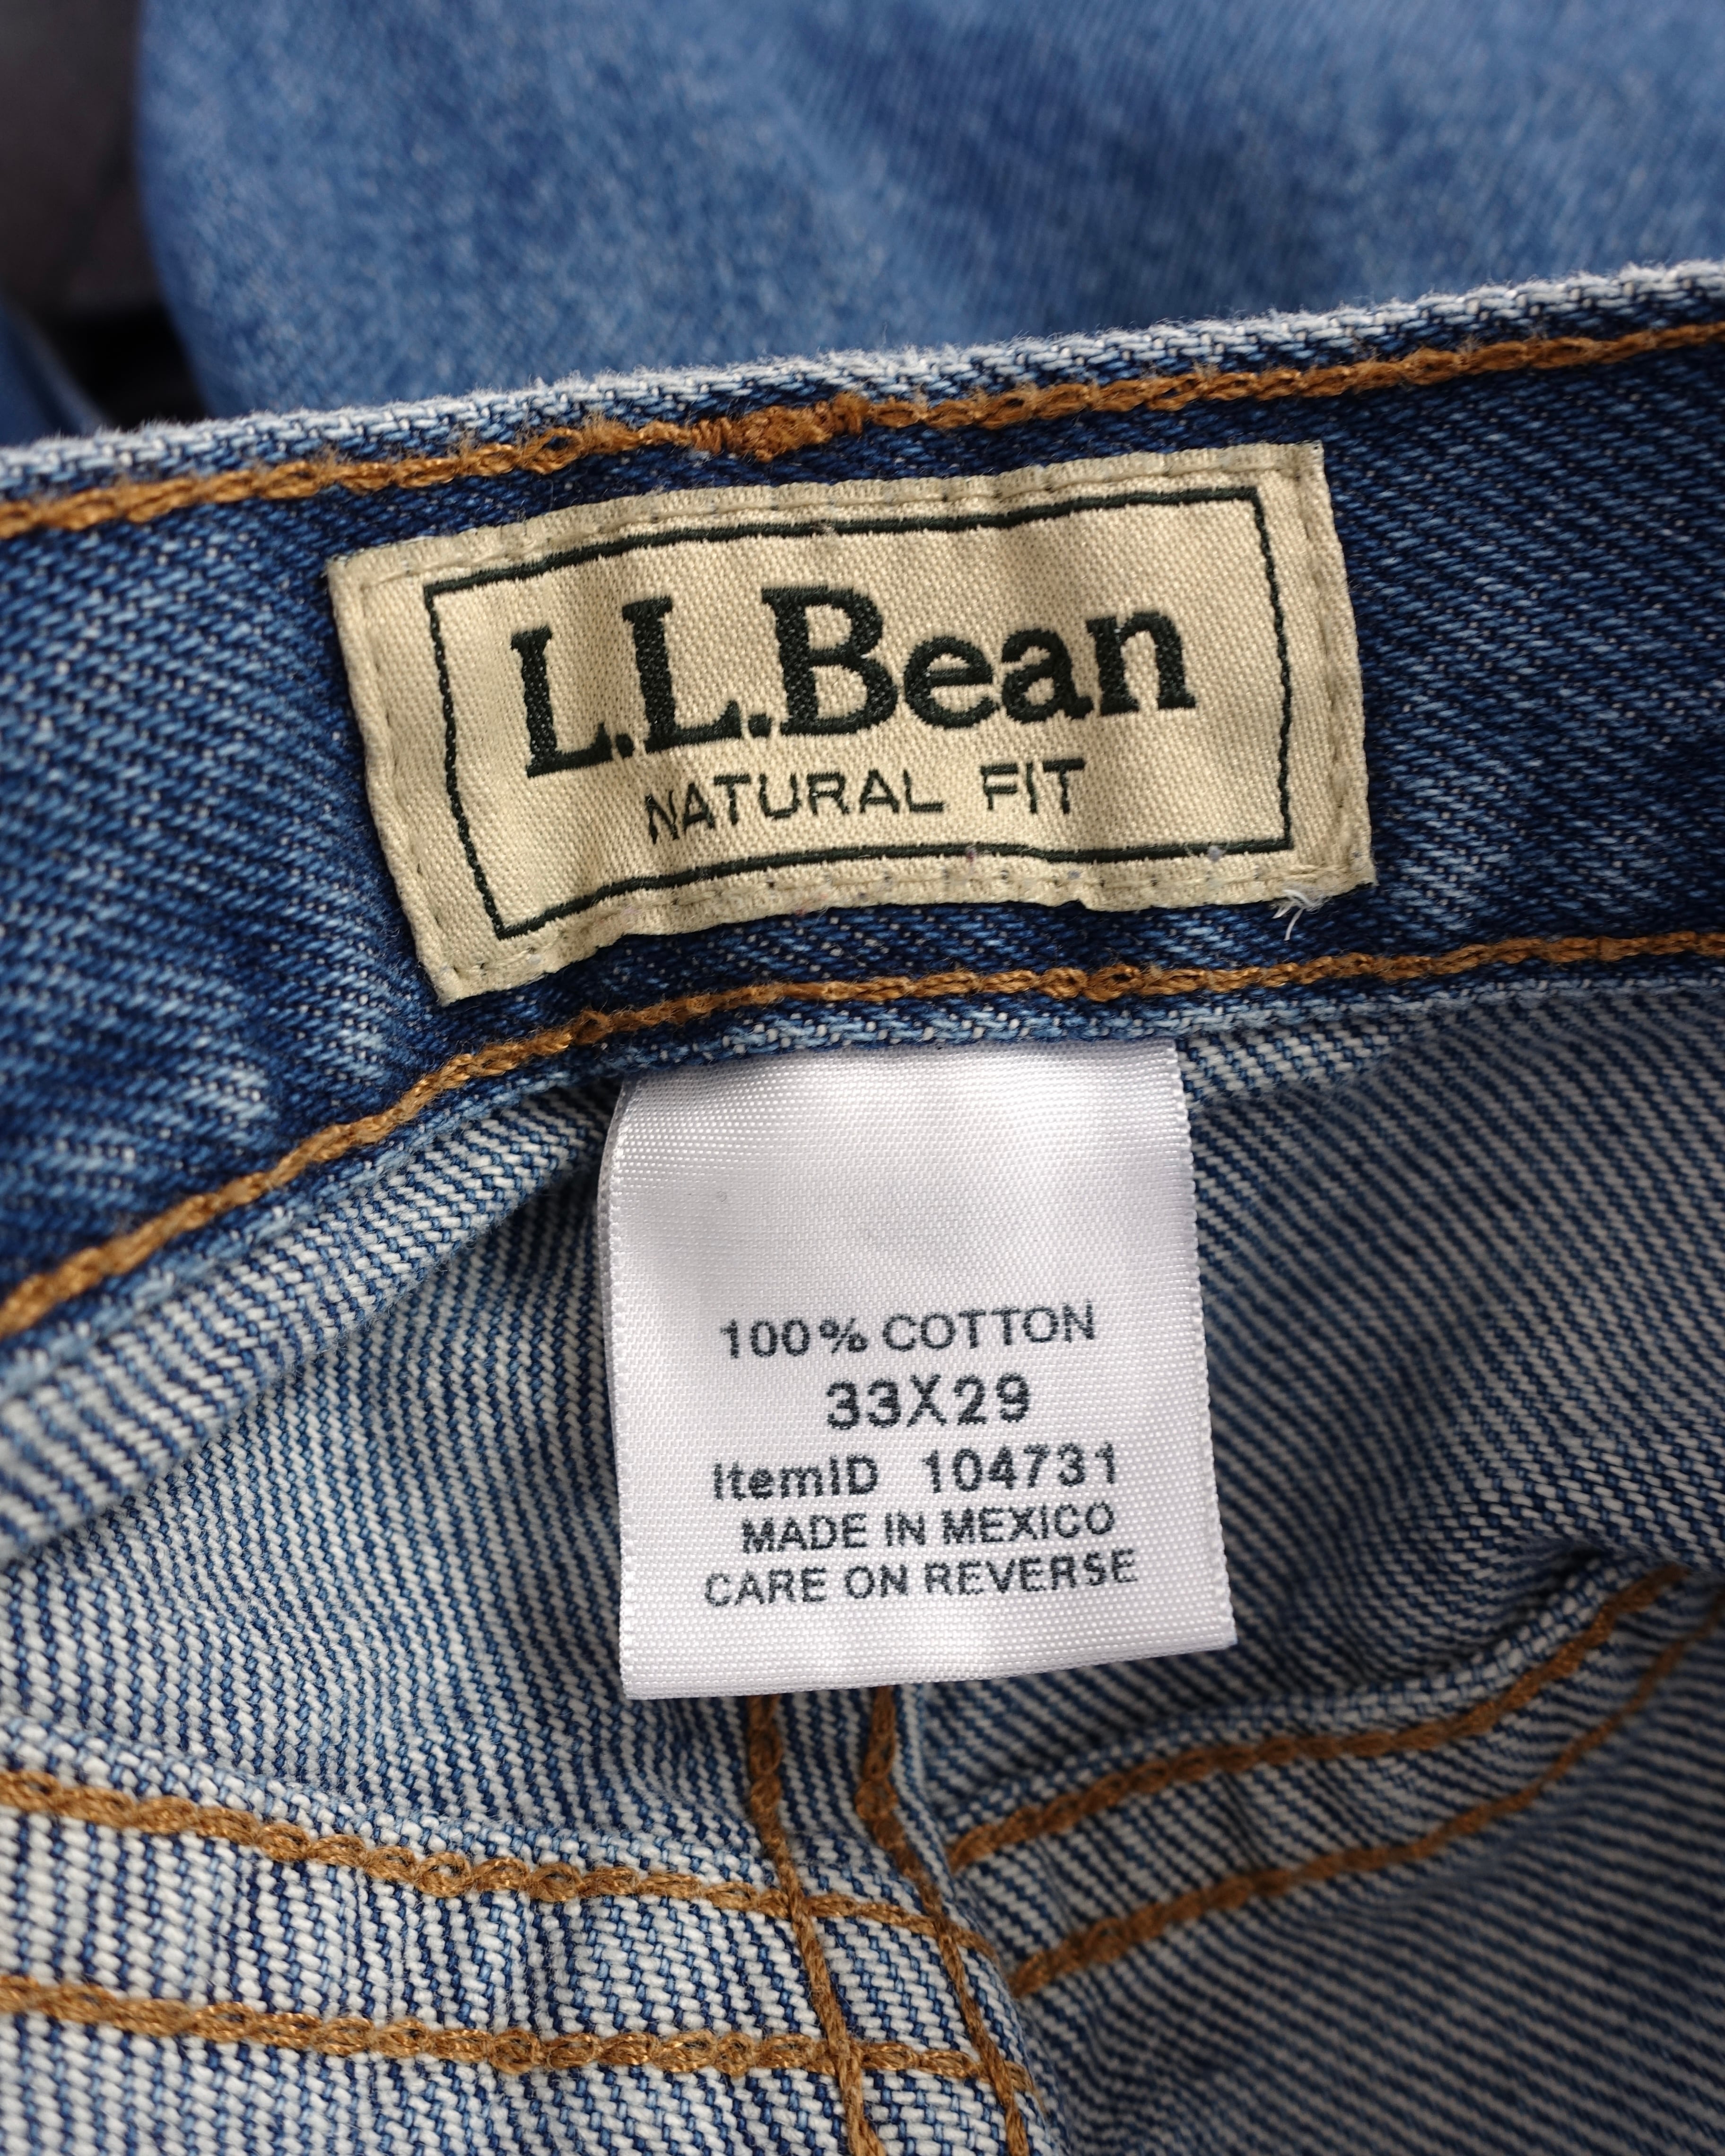 L.L.Bean
NATURAL FIT
100% COTTON
33X29
ItemID 104731
MADE IN MEXICO
CARE ON REVERSE